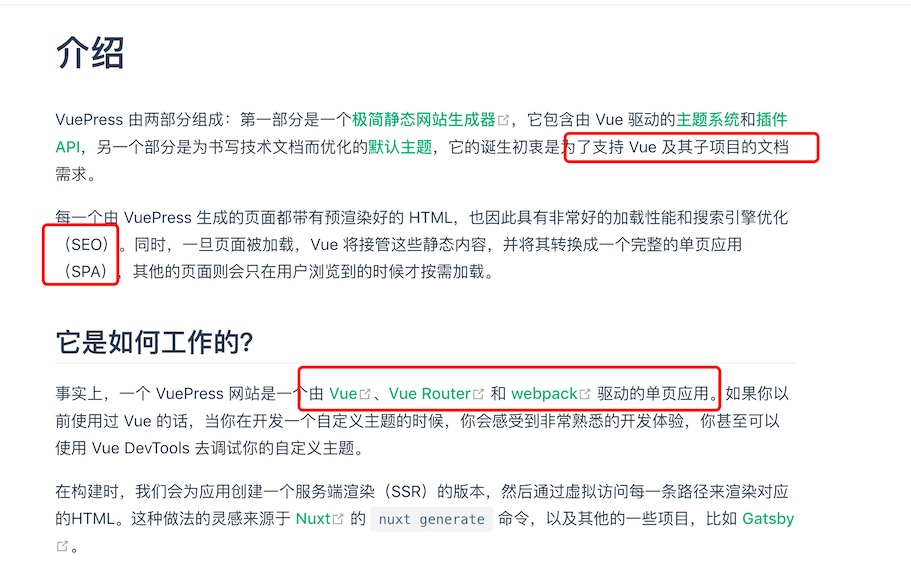 介绍
VuePress 由两部分组成：第一部分是一个极简静态网站生成器，它包含由 Vue 驱动的主题系统和插件
API，另一个部分是为书写技术文档而优化的默认主题，它的诞生初衷是为了支持 Vue 及其子项目的文档
需求。
每一个由 VuePress 生成的页面都带有预渲染好的 HTML，也因此具有非常好的加载性能和搜索引擎优化
（SEO）。同时，一旦页面被加载，Vue 将接管这些静态内容，并将其转换成一个完整的单页应用
（SPA），其他的页面则会只在用户浏览到的时候才按需加载。
它是如何工作的?
事实上，一个 VuePress 网站是一个由 Vue、Vue Router 和 webpack 驱动的单页应用。如果你以
前使用过 Vue 的话，当你在开发一个自定义主题的时候，你会感受到非常熟悉的开发体验，你甚至可以
使用 Vue DevTools 去调试你的自定义主题。
在构建时，我们会为应用创建一个服务端渲染（SSR）的版本，然后通过虚拟访问每一条路径来渲染对应
的HTML。这种做法的灵感来源于 Nuxt 的 nuxt generate 命令，以及其他的一些项目，比如 Gatsby
。